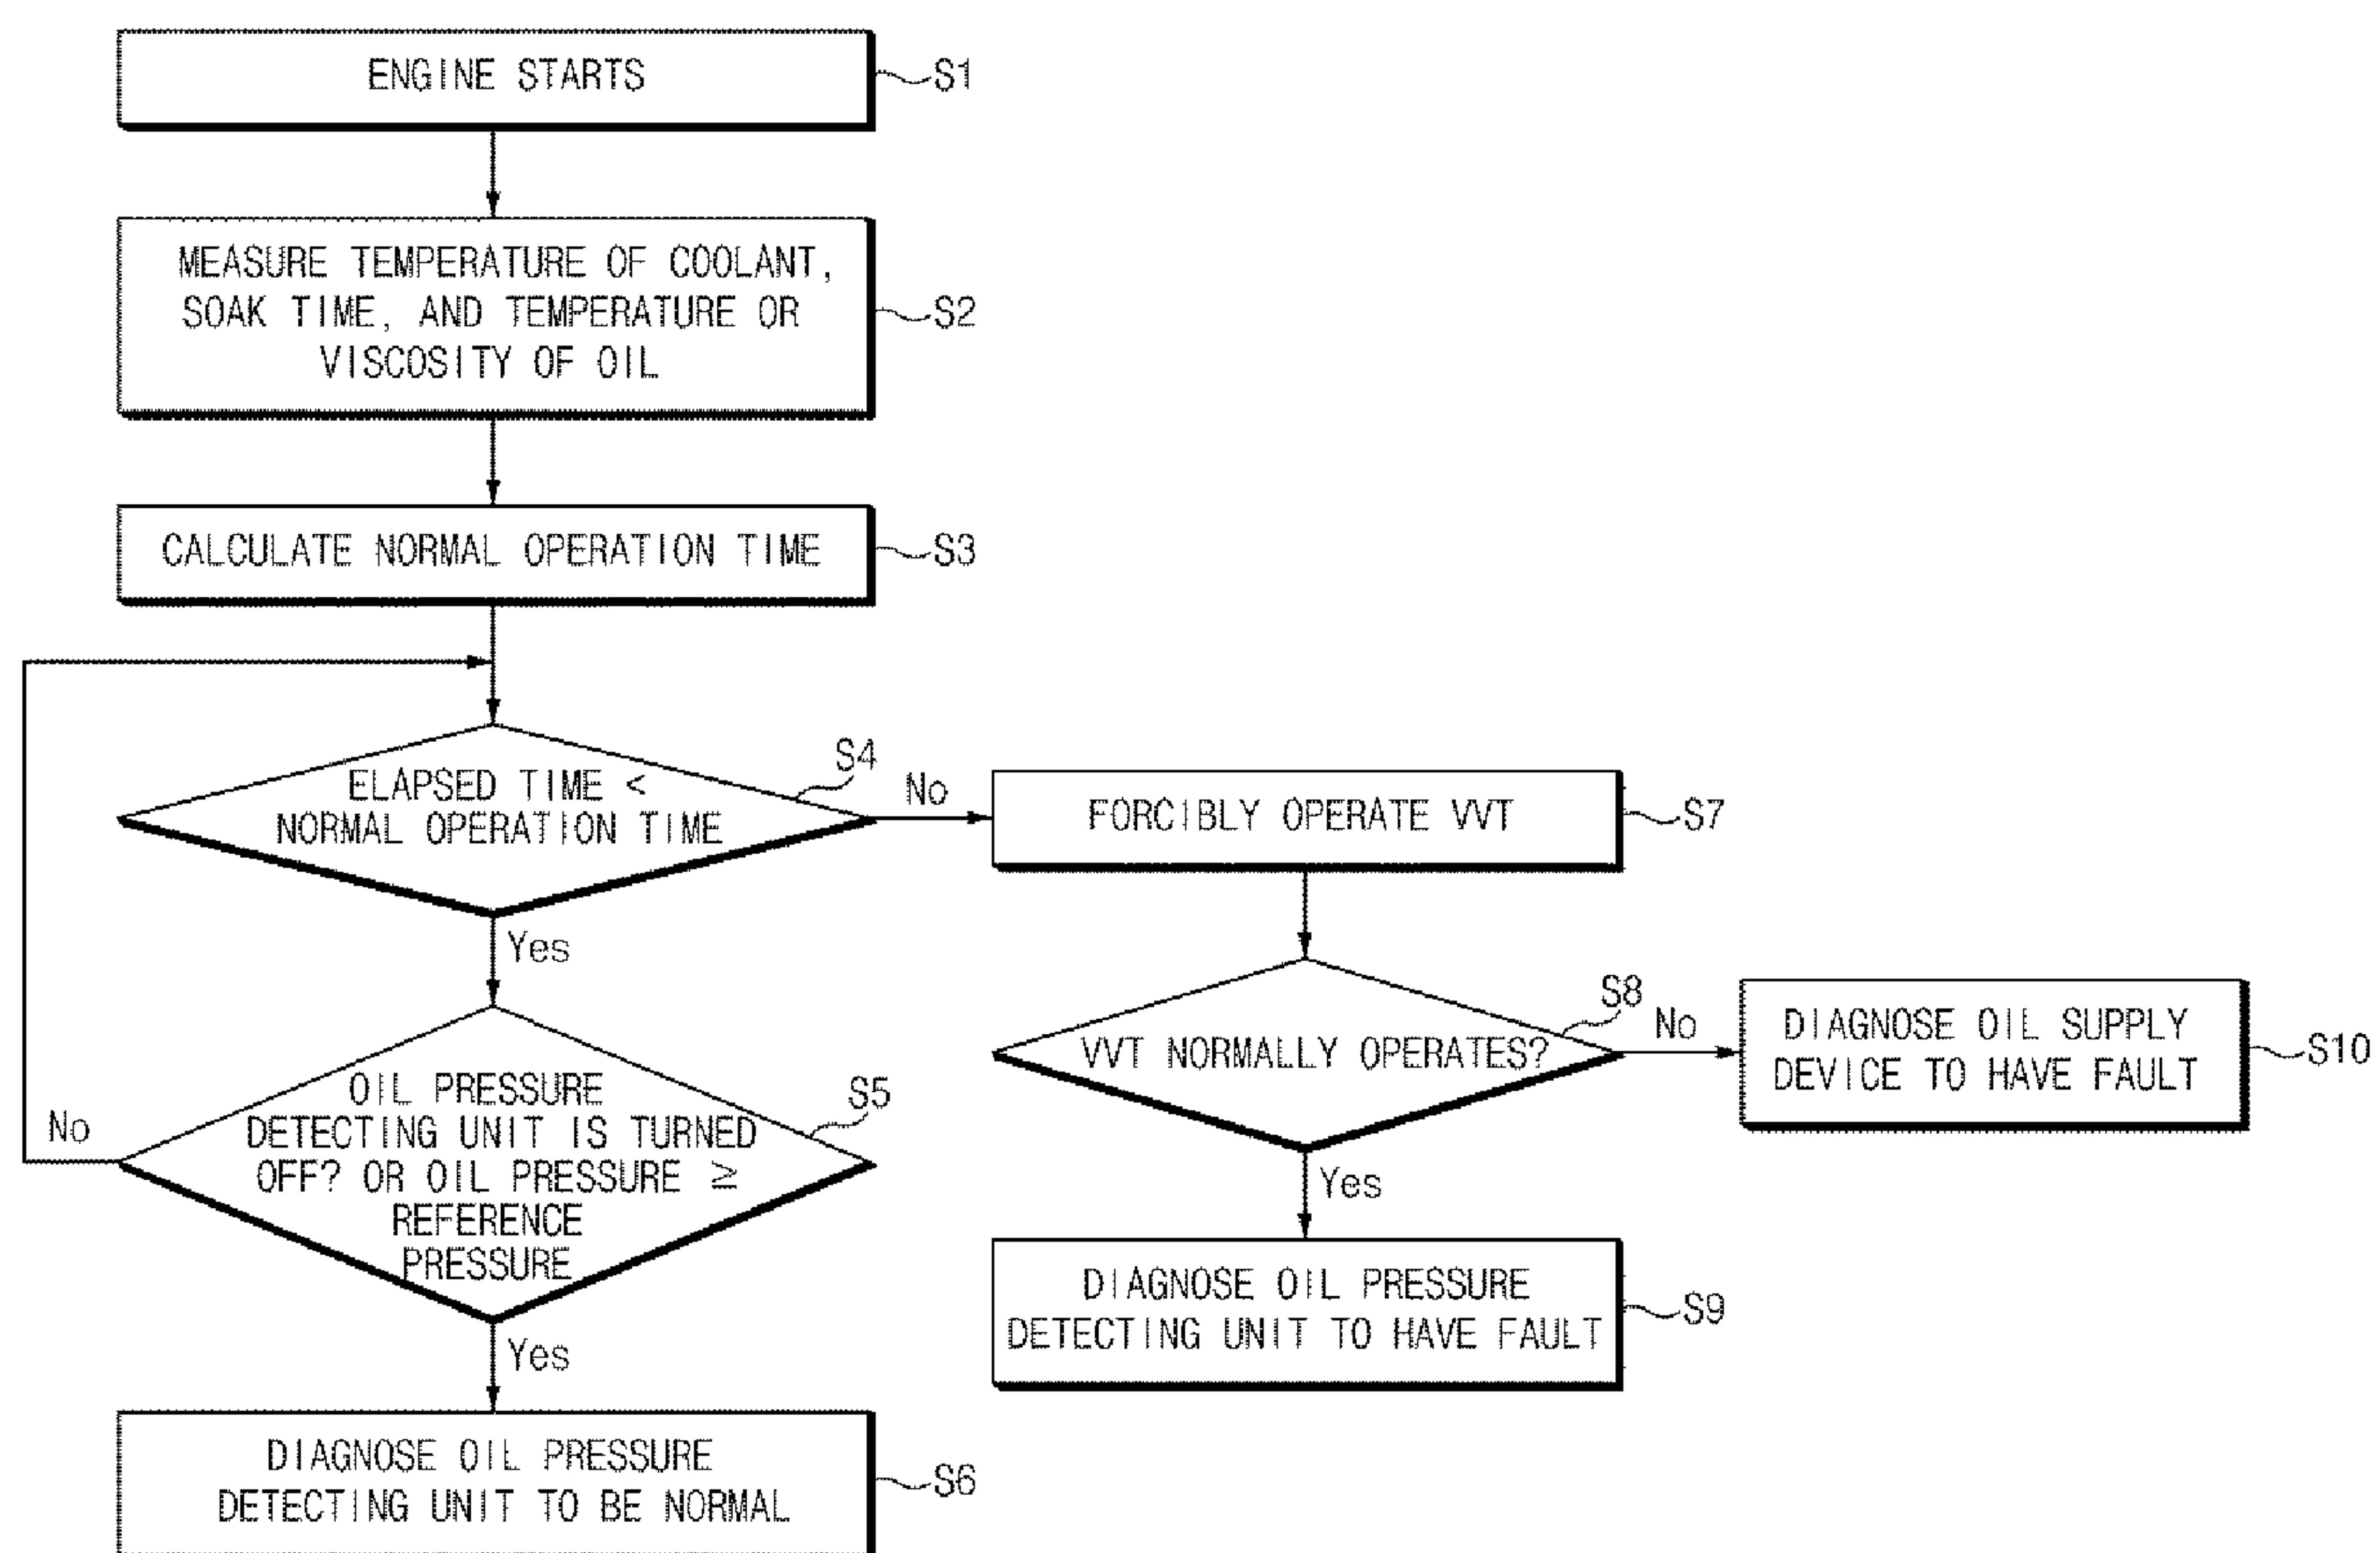 ENGINE STARTS
S1
MEASURE TEMPERATURE OF COOLANT,
SOAK TIME, AND TEMPERATURE OR
VISCOSITY OF OIL
S2
CALCULATE NORMAL OPERATION TIME
S3
ELAPSED TIME <
NORMAL OPERATION TIME
S4
No
Yes
FORCIBLY OPERATE VVT
S7
OIL PRESSURE
DETECTING UNIT IS TURNED
OFF? OR OIL PRESSURE ≥
REFERENCE
PRESSURE
S5
No
Yes
VVT NORMALLY OPERATES?
S8
No
Yes
DIAGNOSE OIL SUPPLY
DEVICE TO HAVE FAULT
S10
DIAGNOSE OIL PRESSURE
DETECTING UNIT TO HAVE FAULT
S9
DIAGNOSE OIL PRESSURE
DETECTING UNIT TO BE NORMAL
S6